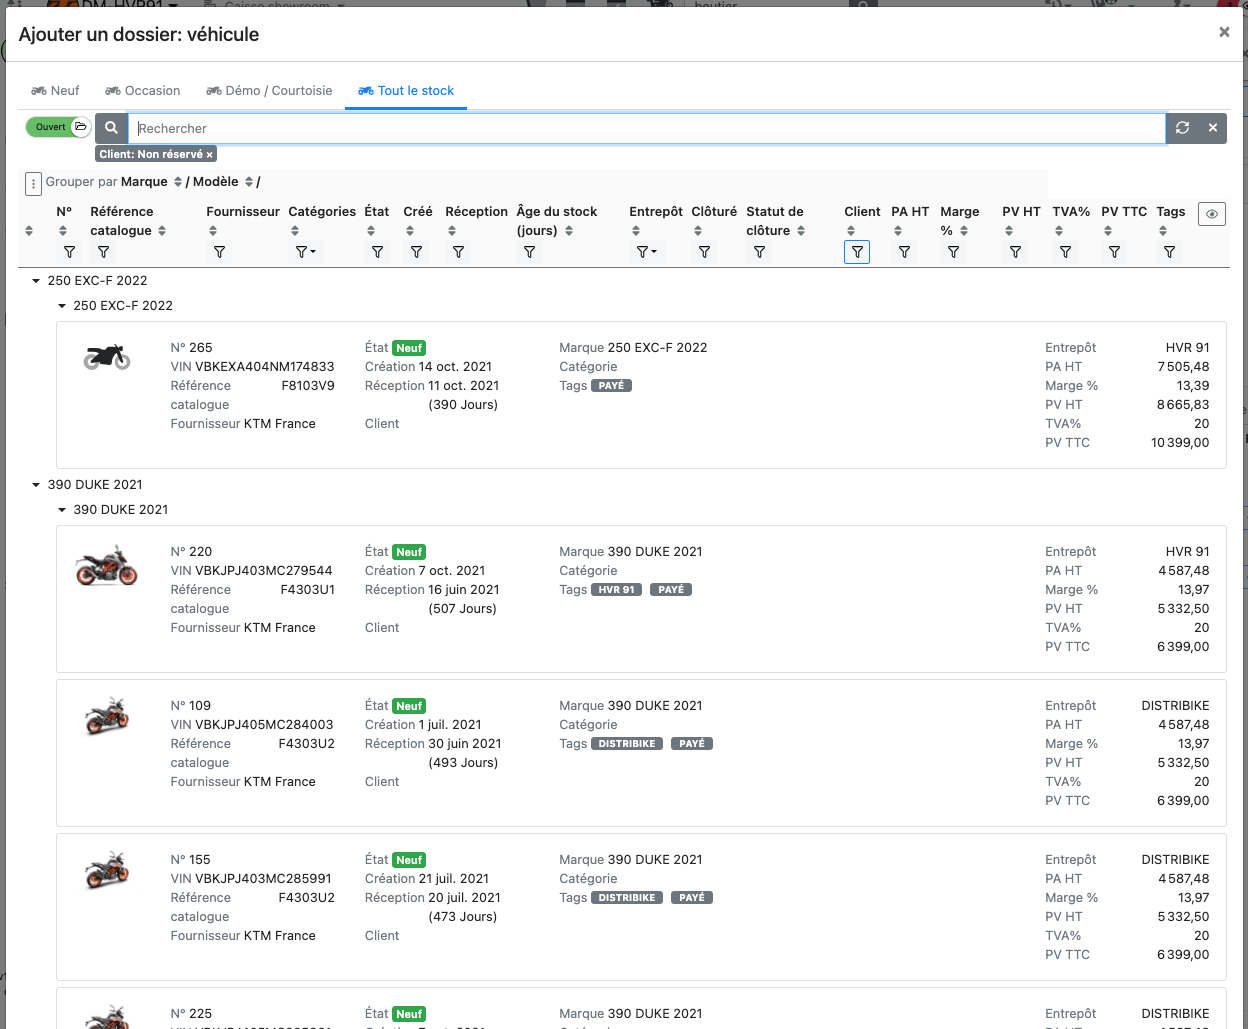 DM-HVR91
Caisse showroom
Ajouter un dossier: véhicule
×
Neuf Occasion Démo / Courtoisie Tout le stock
Ouvert Rechercher
Client: Non réservé ×
Grouper par Marque / Modèle /
N° Référence catalogue Fournisseur Catégories État Créé Réception Âge du stock (jours) Entrepôt Clôturé Statut de clôture Client PA HT Marge % PV HT TVA% PV TTC Tags
250 EXC-F 2022
250 EXC-F 2022
N° 265 État Neuf Marque 250 EXC-F 2022 Entrepôt HVR 91
VIN VBKEXA404NM174833 Création 14 oct. 2021 Catégorie PA HT 7 505,48
Référence F8103V9 Réception 11 oct. 2021 Tags PAYÉ Marge % 13,39
catalogue (390 Jours) PV HT 8 665,83
Fournisseur KTM France Client TVA% 20
PV TTC 10 399,00
390 DUKE 2021
390 DUKE 2021
N° 220 État Neuf Marque 390 DUKE 2021 Entrepôt HVR 91
VIN VBKJPJ403MC279544 Création 7 oct. 2021 Catégorie PA HT 4 587,48
Référence F4303U1 Réception 16 juin 2021 Tags HVR 91 PAYÉ Marge % 13,97
catalogue (507 Jours) PV HT 5 332,50
Fournisseur KTM France Client TVA% 20
PV TTC 6 399,00
N° 109 État Neuf Marque 390 DUKE 2021 Entrepôt DISTRIBIKE
VIN VBKJPJ405MC284003 Création 1 juil. 2021 Catégorie PA HT 4 587,48
Référence F4303U2 Réception 30 juin 2021 Tags DISTRIBIKE PAYÉ Marge % 13,97
catalogue (493 Jours) PV HT 5 332,50
Fournisseur KTM France Client TVA% 20
PV TTC 6 399,00
N° 155 État Neuf Marque 390 DUKE 2021 Entrepôt DISTRIBIKE
VIN VBKJPJ403MC285991 Création 21 juil. 2021 Catégorie PA HT 4 587,48
Référence F4303U2 Réception 20 juil. 2021 Tags DISTRIBIKE PAYÉ Marge % 13,97
catalogue (473 Jours) PV HT 5 332,50
Fournisseur KTM France Client TVA% 20
PV TTC 6 399,00
N° 225 État Neuf Marque 390 DUKE 2021 Entrepôt DISTRIBIKE